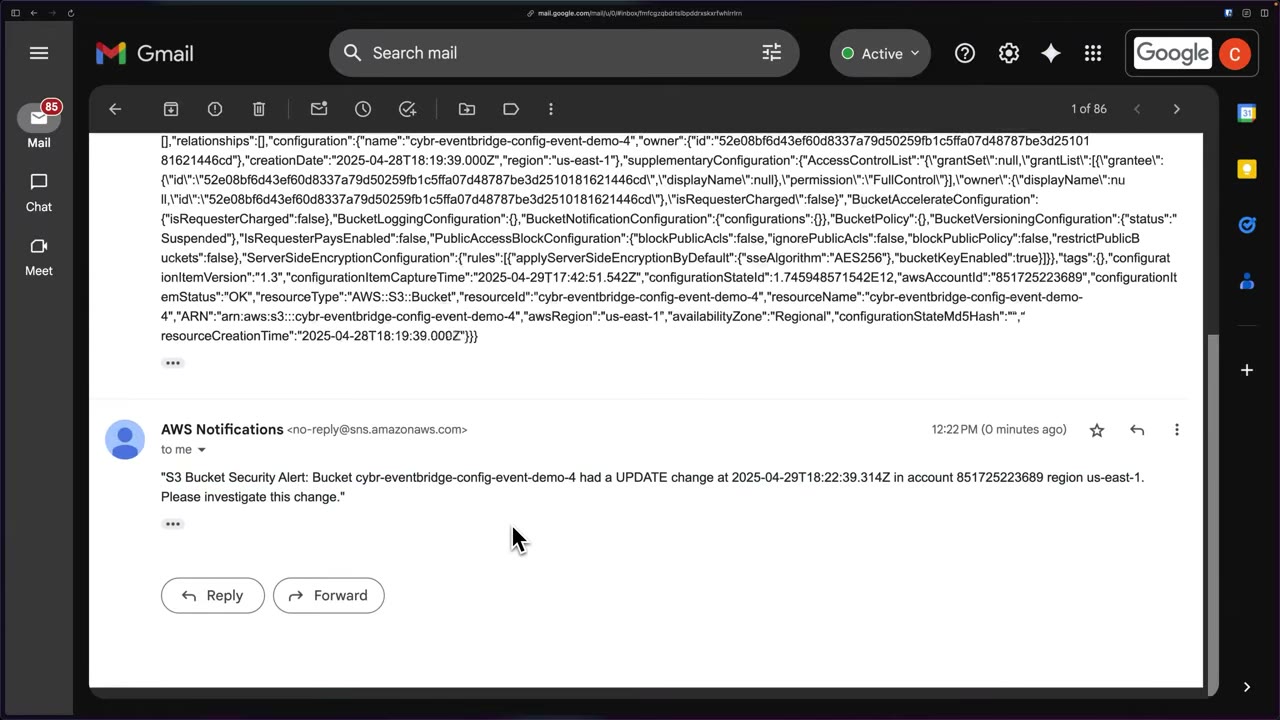 mail.google.com/mail/u/0/#inbox/fmfcgzqbdrtslbpddrxskxrfwhlrrlrn
Gmail
Search mail
Active
Google
C
85
Mail
Chat
Meet
1 of 86
31
[],"relationships":[],"configuration":{"name":"cybr-eventbridge-config-event-demo-4","owner":{"id":"52e08bf6d43ef60d8337a79d50259fb1c5ffa07d48787be3d25101
81621446cd"},"creationDate":"2025-04-28T18:19:39.000Z","region":"us-east-1"},"supplementaryConfiguration":{"AccessControlList":"{\"grantSet\":null,\"grantList\":[{\"grantee\":
{\"id\":\"52e08bf6d43ef60d8337a79d50259fb1c5ffa07d48787be3d2510181621446cd\",\"displayName\":null},\"permission\":\"FullControl\"}],\"owner\":{\"displayName\":nu
ll,\"id\":\"52e08bf6d43ef60d8337a79d50259fb1c5ffa07d48787be3d2510181621446cd\"},\"isRequesterCharged\":false}","BucketAccelerateConfiguration":
{"isRequesterCharged":false},"BucketLoggingConfiguration":{},"BucketNotificationConfiguration":{"configurations":{}},"BucketPolicy":{},"BucketVersioningConfiguration":{"status":"
Suspended"},"IsRequesterPaysEnabled":false,"PublicAccessBlockConfiguration":{"blockPublicAcls":false,"ignorePublicAcls":false,"blockPublicPolicy":false,"restrictPublicB
uckets":false},"ServerSideEncryptionConfiguration":{"rules":[{"applyServerSideEncryptionByDefault":{"sseAlgorithm":"AES256"},"bucketKeyEnabled":true}]}},"tags":{},"configurat
ionItemVersion":"1.3","configurationItemCaptureTime":"2025-04-29T17:42:51.542Z","configurationStateId":1.745948571542E12,"awsAccountId":"851725223689","configurationIt
emStatus":"OK","resourceType":"AWS::S3::Bucket","resourceId":"cybr-eventbridge-config-event-demo-4","resourceName":"cybr-eventbridge-config-event-demo-
4","ARN":"arn:aws:s3:::cybr-eventbridge-config-event-demo-4","awsRegion":"us-east-1","availabilityZone":"Regional","configurationStateMd5Hash":"","
resourceCreationTime":"2025-04-28T18:19:39.000Z"}}}
AWS Notifications <no-reply@sns.amazonaws.com>
12:22 PM (0 minutes ago)
to me
"S3 Bucket Security Alert: Bucket cybr-eventbridge-config-event-demo-4 had a UPDATE change at 2025-04-29T18:22:39.314Z in account 851725223689 region us-east-1.
Please investigate this change."
Reply
Forward